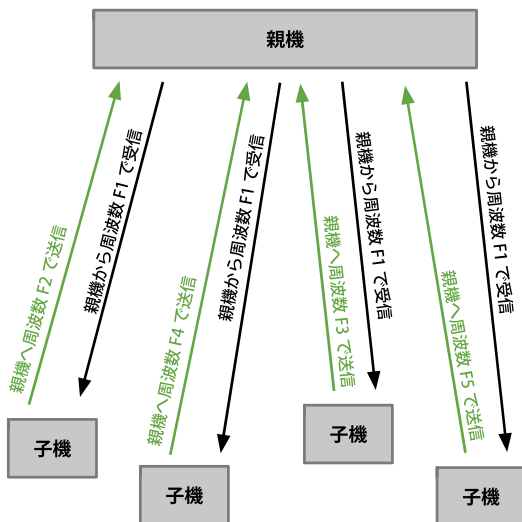 親機
親機へ周波数 F2 で送信
親機から周波数 F1 で受信
親機へ周波数 F4 で送信
親機から周波数 F1 で受信
親機へ周波数 F3 で送信
親機から周波数 F1 で受信
親機へ周波数 F5 で送信
親機から周波数 F1 で受信
子機
子機
子機
子機